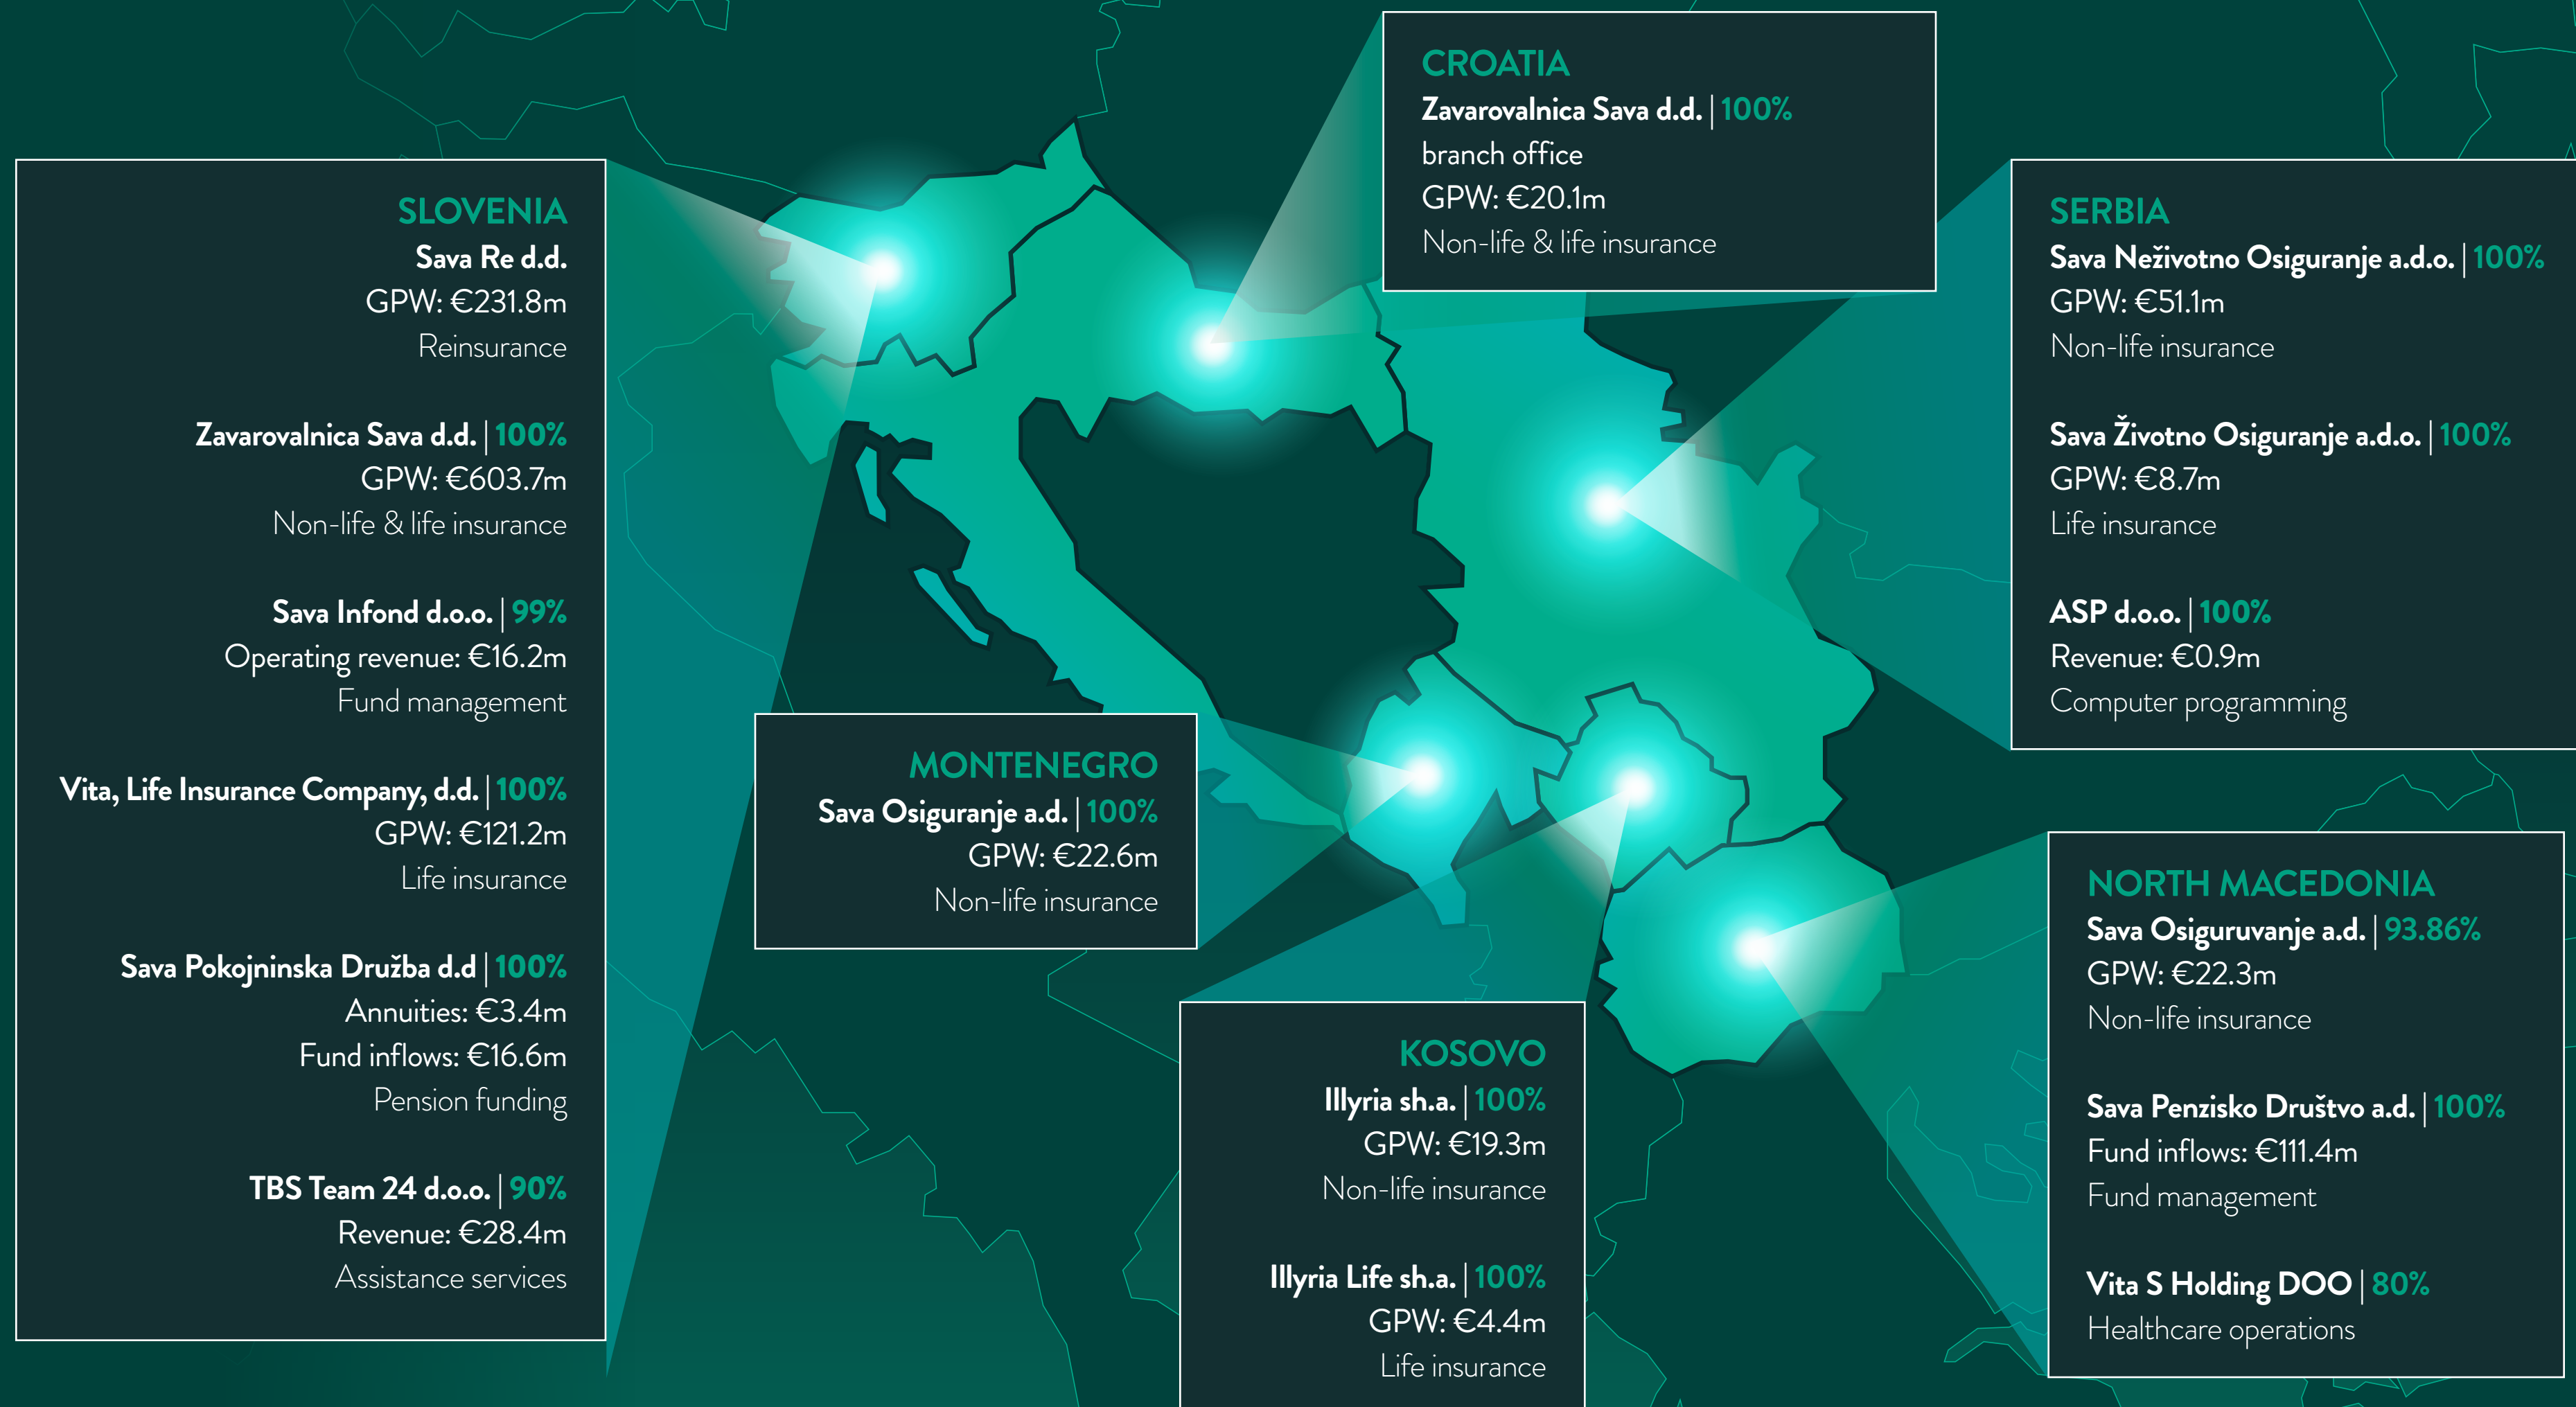 SLOVENIA
Sava Re d.d.
GPW: €231.8m
Reinsurance
Zavarovalnica Sava d.d. | 100%
GPW: €603.7m
Non-life & life insurance
Sava Infond d.o.o. | 99%
Operating revenue: €16.2m
Fund management
Vita, Life Insurance Company, d.d. | 100%
GPW: €121.2m
Life insurance
Sava Pokojninska Družba d.d | 100%
Annuities: €3.4m
Fund inflows: €16.6m
Pension funding
TBS Team 24 d.o.o. | 90%
Revenue: €28.4m
Assistance services
CROATIA
Zavarovalnica Sava d.d. | 100%
branch office
GPW: €20.1m
Non-life & life insurance
SERBIA
Sava Neživotno Osiguranje a.d.o. | 100%
GPW: €51.1m
Non-life insurance
Sava Životno Osiguranje a.d.o. | 100%
GPW: €8.7m
Life insurance
ASP d.o.o. | 100%
Revenue: €0.9m
Computer programming
MONTENEGRO
Sava Osiguranje a.d. | 100%
GPW: €22.6m
Non-life insurance
KOSOVO
Illyria sh.a. | 100%
GPW: €19.3m
Non-life insurance
Illyria Life sh.a. | 100%
GPW: €4.4m
Life insurance
NORTH MACEDONIA
Sava Osiguruvanje a.d. | 93.86%
GPW: €22.3m
Non-life insurance
Sava Penzisko Društvo a.d. | 100%
Fund inflows: €111.4m
Fund management
Vita S Holding DOO | 80%
Healthcare operations